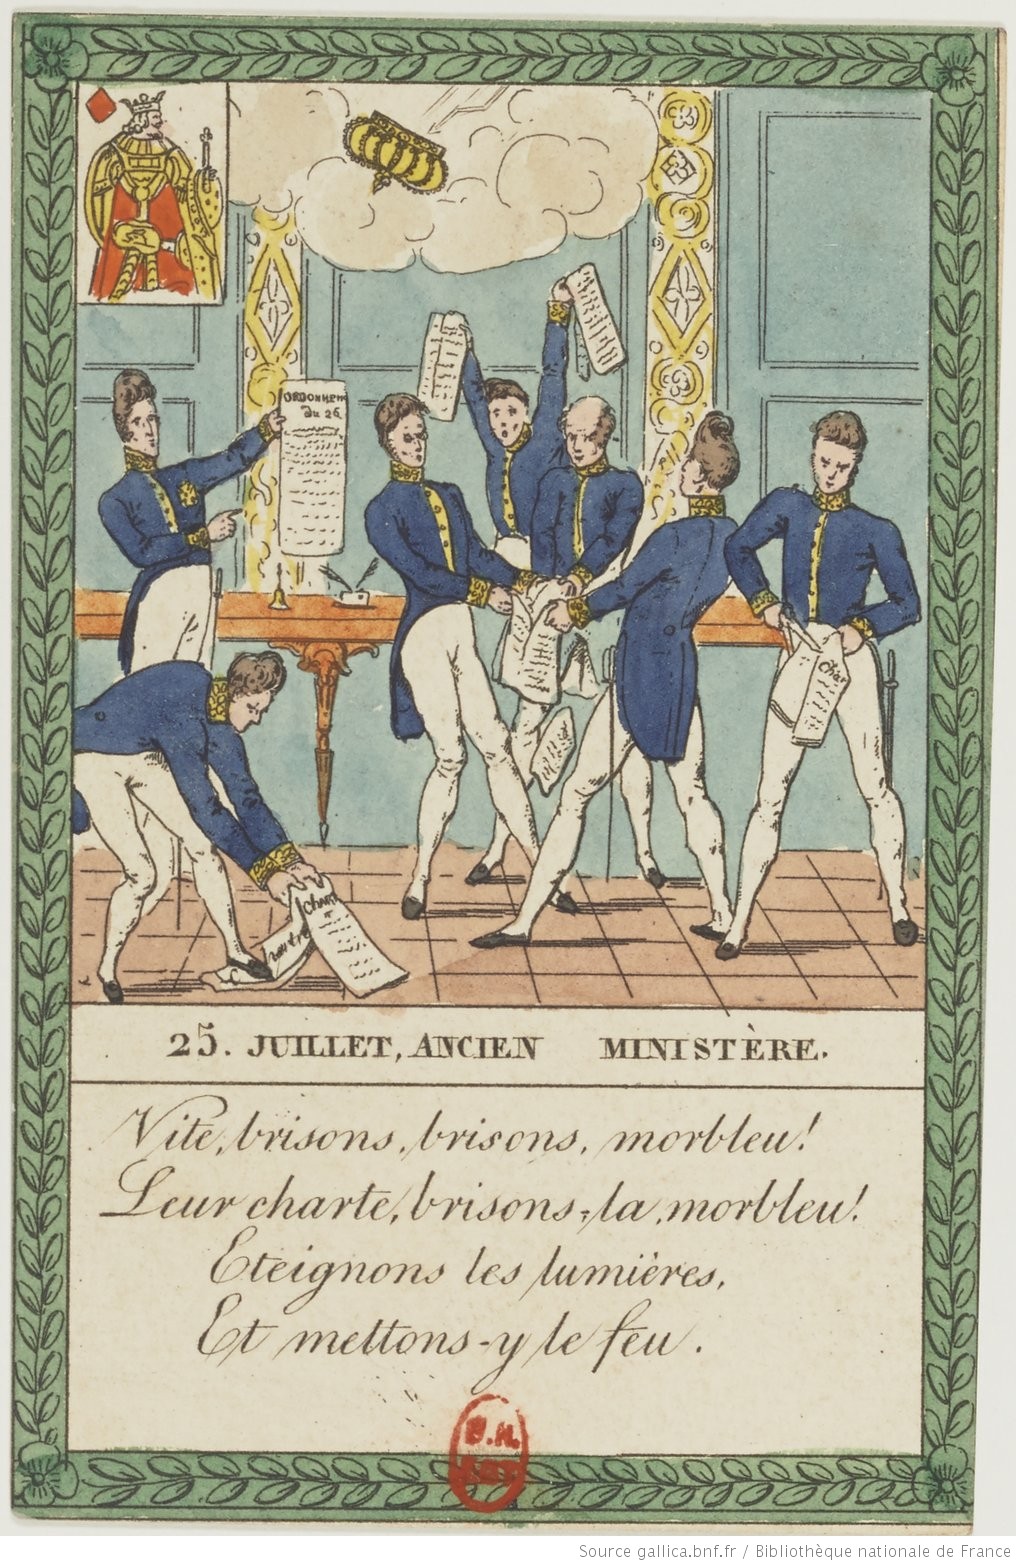 ORDONNEM
du 26
Char
Chart
25. JUILLET, ANCIEN MINISTÈRE.
Vite, brisons, brisons, morbleu!
Leur charte, brisons-la, morbleu!
Eteignons les lumières,
Et mettons-y le feu.
Source gallica.bnf.fr / Bibliothèque nationale de France